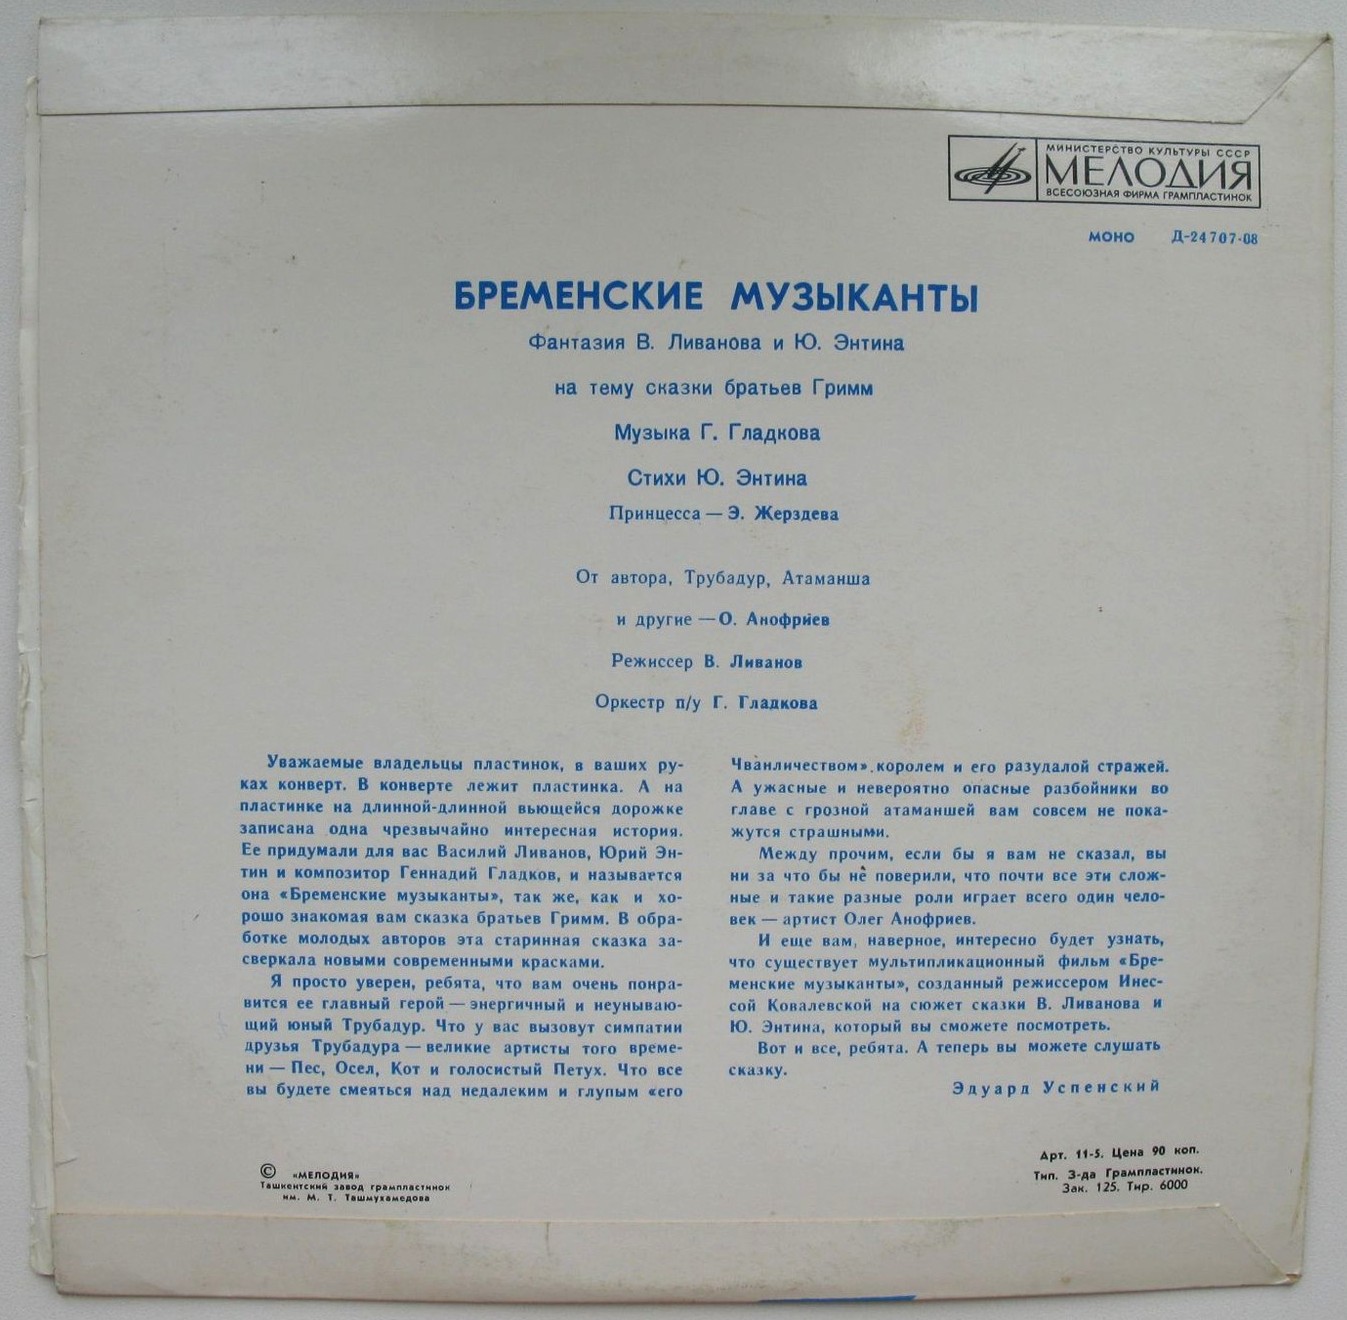 МИНИСТЕРСТВО КУЛЬТУРЫ СССР
МЕЛОДИЯ
ВСЕСОЮЗНАЯ ФИРМА ГРАМПЛАСТИНОК
МОНО Д-24707-08
БРЕМЕНСКИЕ МУЗЫКАНТЫ
Фантазия В. Ливанова и Ю. Энтина
на тему сказки братьев Гримм
Музыка Г. Гладкова
Стихи Ю. Энтина
Принцесса — Э. Жерздева
От автора, Трубадур, Атаманша
и другие — О. Анофриев
Режиссер В. Ливанов
Оркестр п/у Г. Гладкова
Уважаемые владельцы пластинок, в ваших ру-
ках конверт. В конверте лежит пластинка. А на
пластинке на длинной-длинной вьющейся дорожке
записана одна чрезвычайно интересная история.
Ее придумали для вас Василий Ливанов, Юрий Эн-
тин и композитор Геннадий Гладков, и называется
она «Бременские музыканты», так же, как и хо-
рошо знакомая вам сказка братьев Гримм. В обра-
ботке молодых авторов эта старинная сказка за-
сверкала новыми современными красками.
Я просто уверен, ребята, что вам очень понра-
вится ее главный герой — энергичный и неунываю-
щий юный Трубадур. Что у вас вызовут симпатии
друзья Трубадура — великие артисты того време-
ни — Пес, Осел, Кот и голосистый Петух. Что все
вы будете смеяться над недалеким и глупым «его
Чванличеством» королем и его разудалой стражей.
А ужасные и невероятно опасные разбойники во
главе с грозной атаманшей вам совсем не пока-
жутся страшными.
Между прочим, если бы я вам не сказал, вы
ни за что бы не поверили, что почти все эти слож-
ные и такие разные роли играет всего один чело-
век — артист Олег Анофриев.
И еще вам, наверное, интересно будет узнать,
что существует мультипликационный фильм «Бре-
менские музыканты», созданный режиссером Инес-
сой Ковалевской на сюжет сказки В. Ливанова и
Ю. Энтина, который вы сможете посмотреть.
Вот и все, ребята. А теперь вы можете слушать
сказку.
Эдуард Успенский
© «МЕЛОДИЯ»
Ташкентский завод грампластинок
им. М. Т. Ташмухамедова
Арт. 11-5. Цена 90 коп.
Тип. З-да Грампластинок.
Зак. 125. Тир. 6000